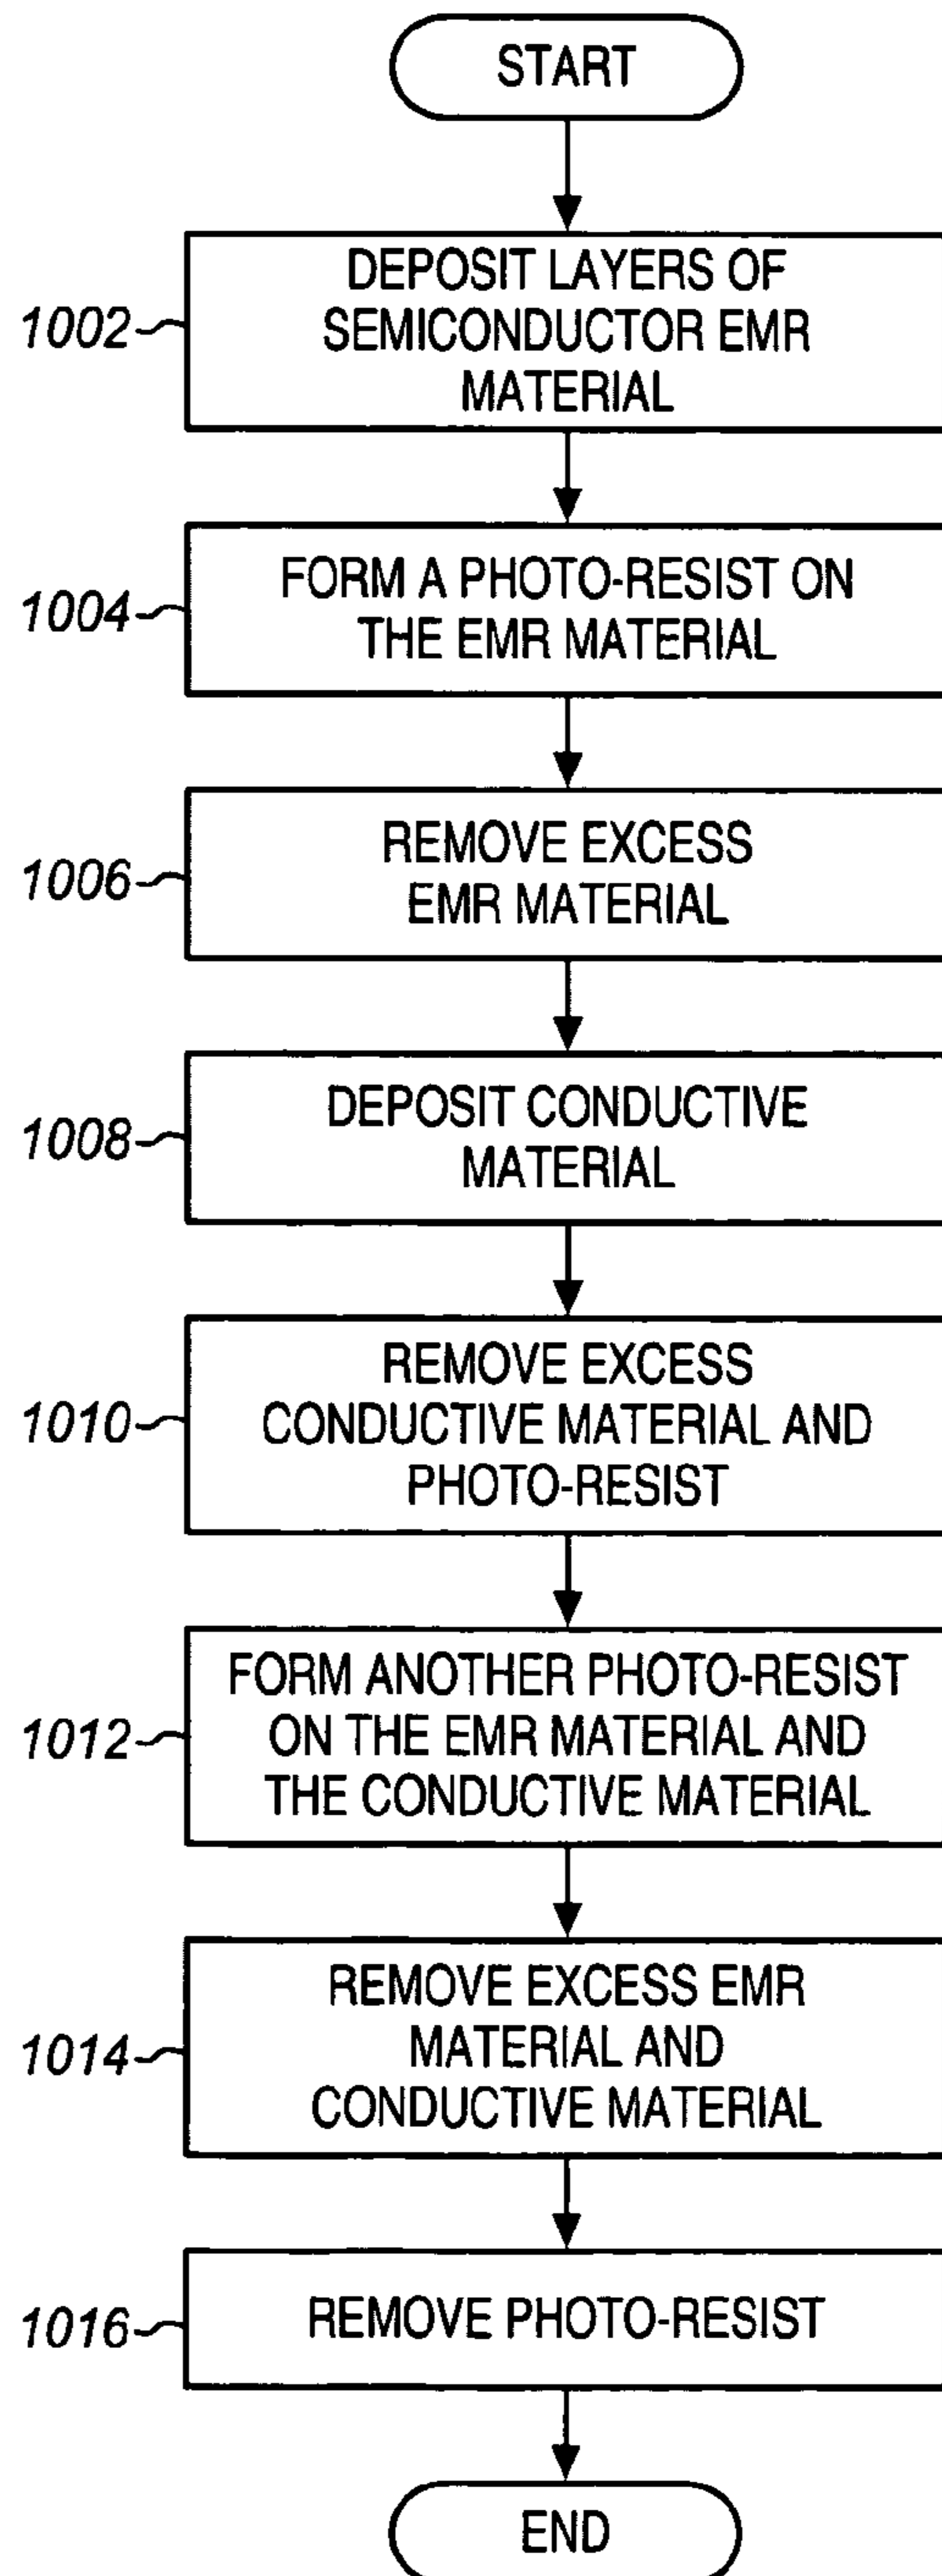 START
1002
DEPOSIT LAYERS OF
SEMICONDUCTOR EMR
MATERIAL
1004
FORM A PHOTO-RESIST ON
THE EMR MATERIAL
1006
REMOVE EXCESS
EMR MATERIAL
1008
DEPOSIT CONDUCTIVE
MATERIAL
1010
REMOVE EXCESS
CONDUCTIVE MATERIAL AND
PHOTO-RESIST
1012
FORM ANOTHER PHOTO-RESIST
ON THE EMR MATERIAL AND
THE CONDUCTIVE MATERIAL
1014
REMOVE EXCESS EMR
MATERIAL AND
CONDUCTIVE MATERIAL
1016
REMOVE PHOTO-RESIST
END